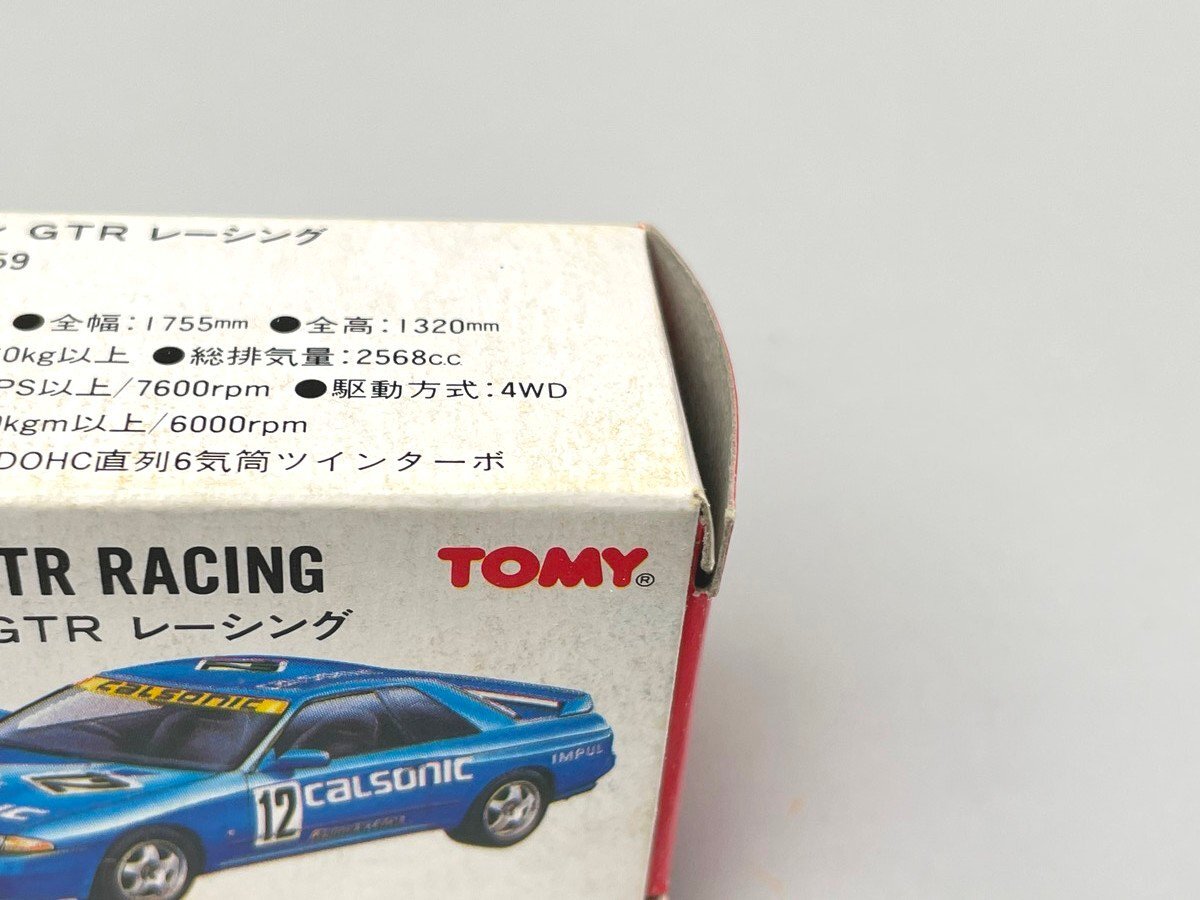 GTR レーシング
59
●全幅:1755mm ●全高:1320mm
0kg以上 ●総排気量:2568c.c
PS以上/7600rpm ●駆動方式:4WD
kgm以上/6000rpm
DOHC直列6気筒ツインターボ
TR RACING
TOMY®
GTR レーシング
CALSONIC
12
CALSONIC
IMPUL
IC